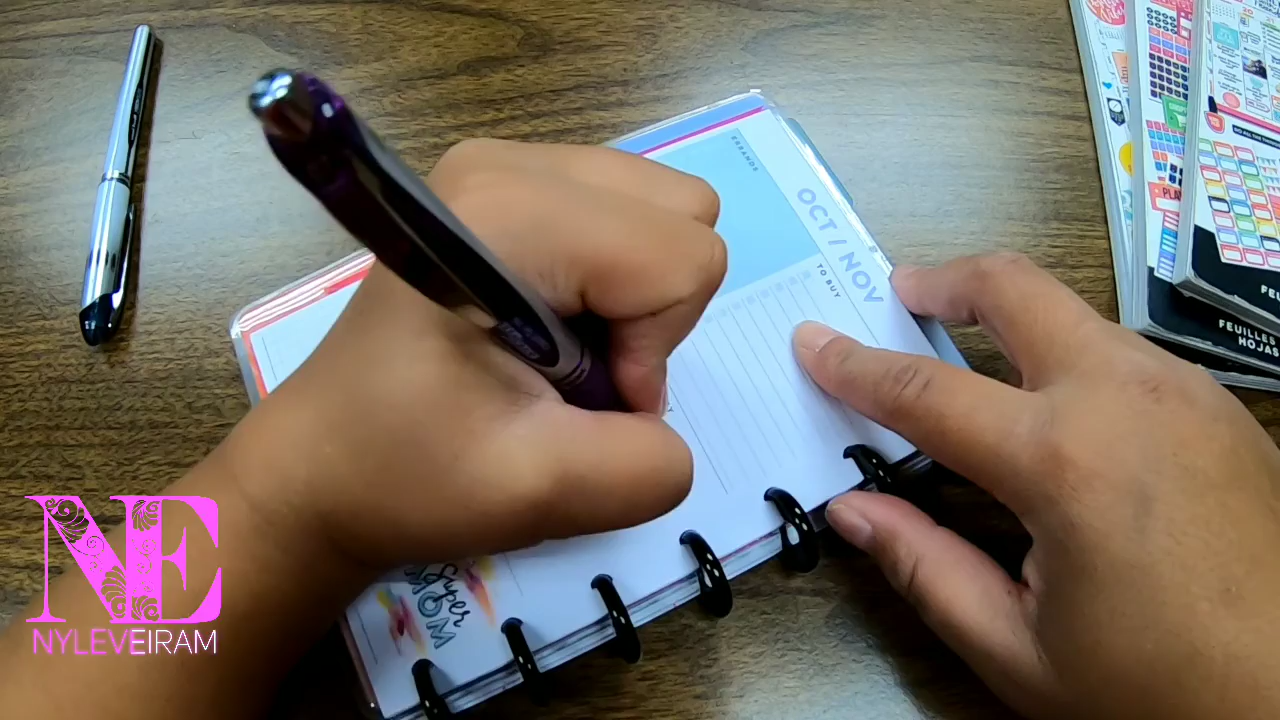 ERRANDS
OCT / NOV
TO BUY
Super
MOM
NE
NYLEVEIRAM
FEUILLES
HOJAS